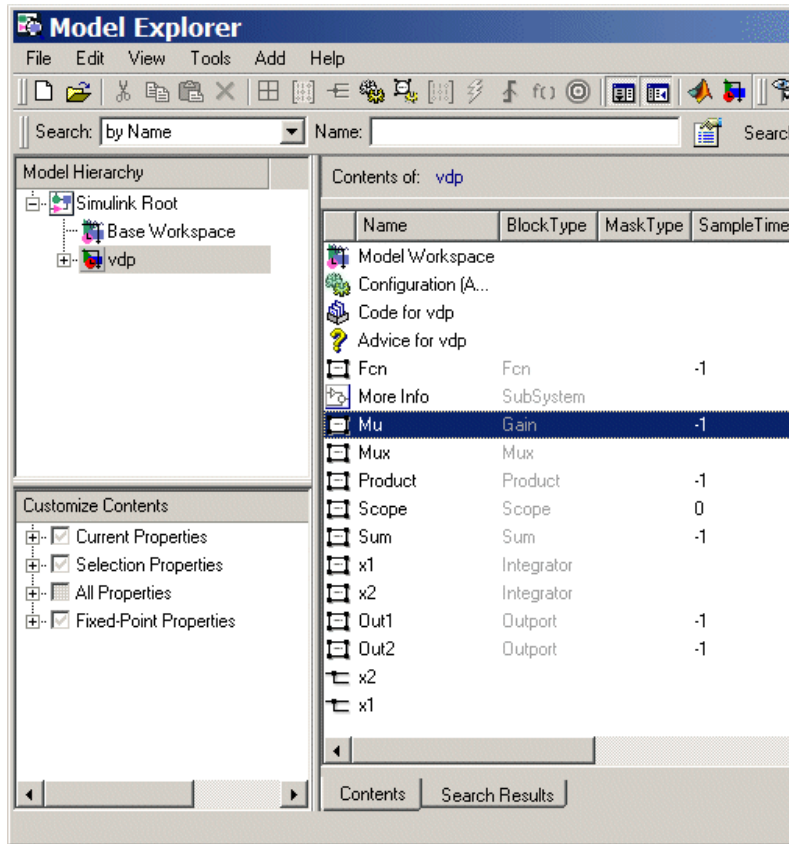 Model Explorer
File Edit View Tools Add Help
f()
Search: by Name Name: Searc
Model Hierarchy
Simulink Root
Base Workspace
vdp
Contents of: vdp
Name BlockType MaskType SampleTime
Model Workspace
Configuration (A...
Code for vdp
Advice for vdp
Fcn Fcn -1
More Info SubSystem
Mu Gain -1
Mux Mux
Product Product -1
Scope Scope 0
Sum Sum -1
x1 Integrator
x2 Integrator
Out1 Outport -1
Out2 Outport -1
x2
x1
Customize Contents
Current Properties
Selection Properties
All Properties
Fixed-Point Properties
Contents Search Results